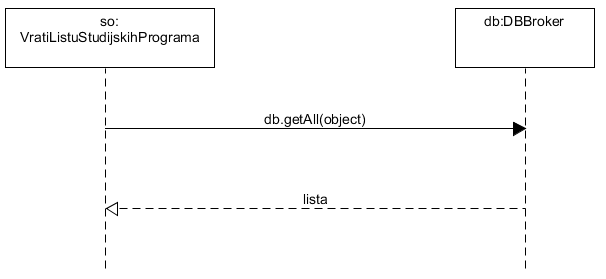 so:
VratiListuStudijskihPrograma
db:DBBroker
db.getAll(object)
lista